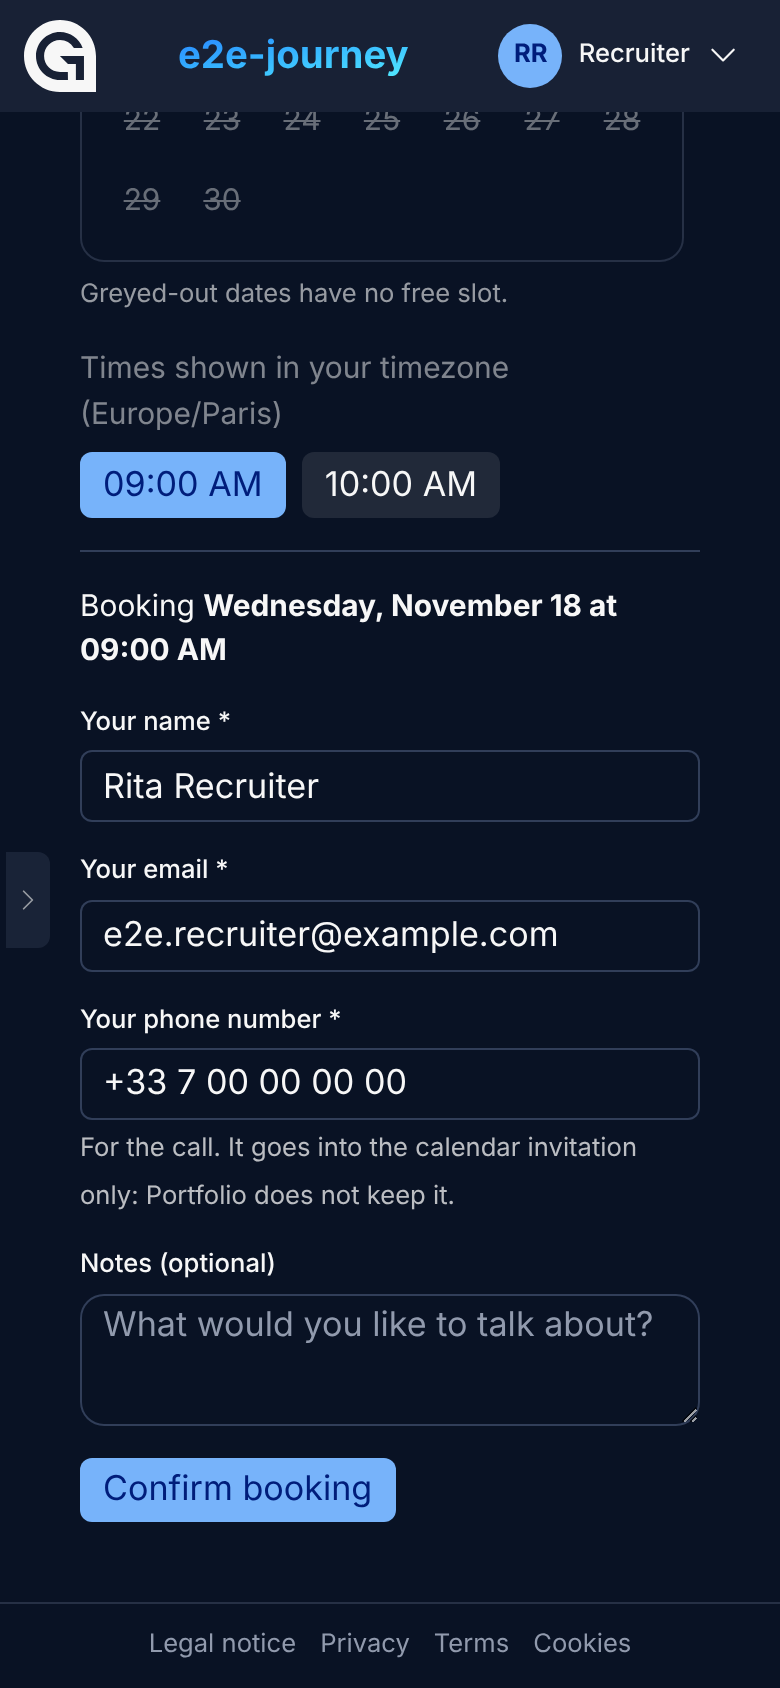 e2e-journey
RR
Recruiter
22 23 24 25 26 27 28
29 30
Greyed-out dates have no free slot.
Times shown in your timezone
(Europe/Paris)
09:00 AM
10:00 AM
Booking Wednesday, November 18 at
09:00 AM
Your name *
Rita Recruiter
Your email *
e2e.recruiter@example.com
Your phone number *
+33 7 00 00 00 00
For the call. It goes into the calendar invitation
only: Portfolio does not keep it.
Notes (optional)
What would you like to talk about?
Confirm booking
Legal notice Privacy Terms Cookies